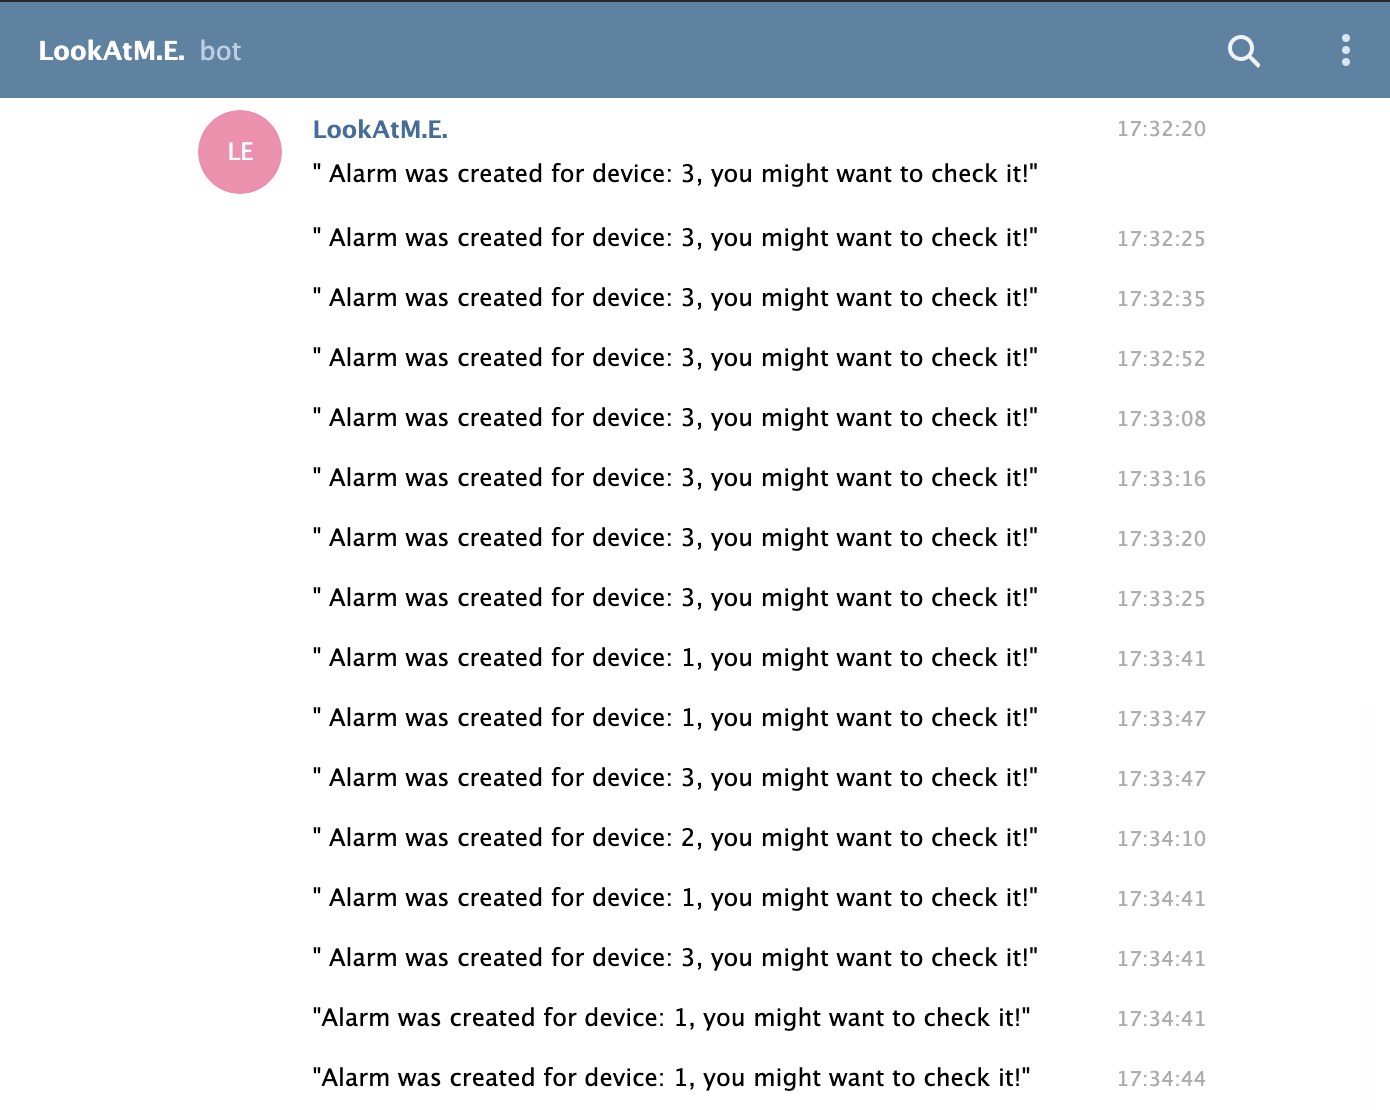 LookAtM.E. bot
LE
LookAtM.E. 17:32:20
" Alarm was created for device: 3, you might want to check it!"
" Alarm was created for device: 3, you might want to check it!" 17:32:25
" Alarm was created for device: 3, you might want to check it!" 17:32:35
" Alarm was created for device: 3, you might want to check it!" 17:32:52
" Alarm was created for device: 3, you might want to check it!" 17:33:08
" Alarm was created for device: 3, you might want to check it!" 17:33:16
" Alarm was created for device: 3, you might want to check it!" 17:33:20
" Alarm was created for device: 3, you might want to check it!" 17:33:25
" Alarm was created for device: 1, you might want to check it!" 17:33:41
" Alarm was created for device: 1, you might want to check it!" 17:33:47
" Alarm was created for device: 3, you might want to check it!" 17:33:47
" Alarm was created for device: 2, you might want to check it!" 17:34:10
" Alarm was created for device: 1, you might want to check it!" 17:34:41
" Alarm was created for device: 3, you might want to check it!" 17:34:41
"Alarm was created for device: 1, you might want to check it!" 17:34:41
"Alarm was created for device: 1, you might want to check it!" 17:34:44